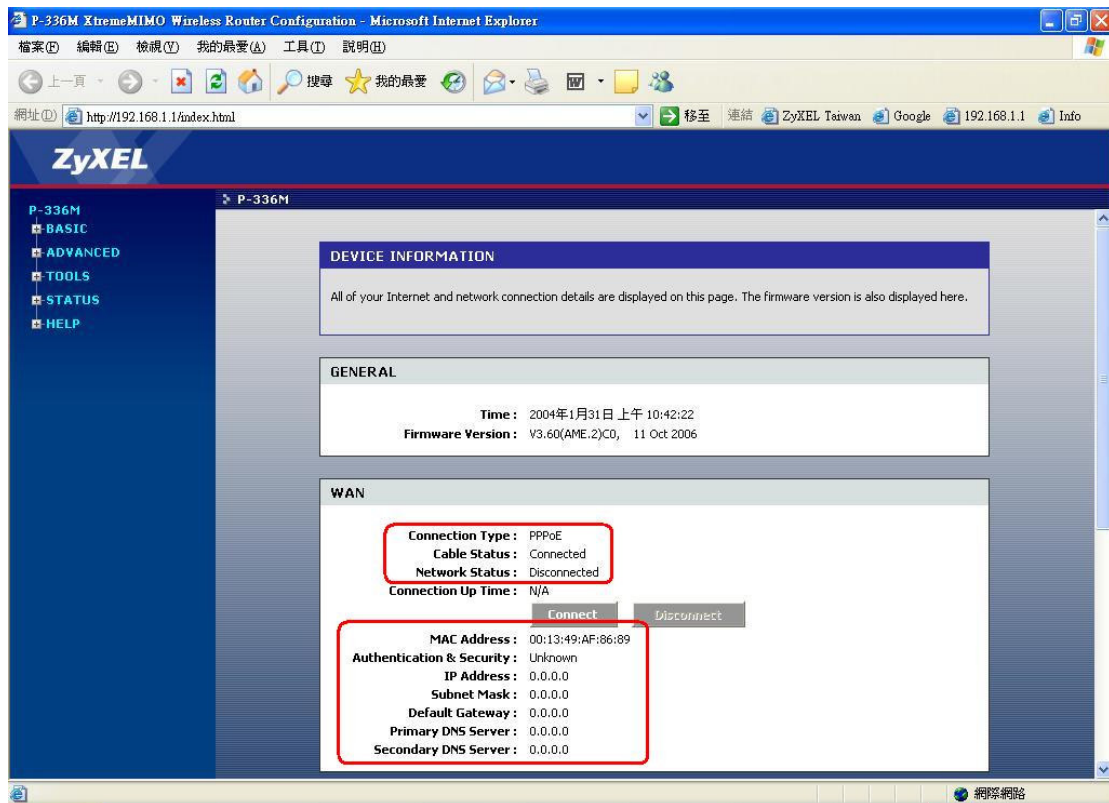 P-336M XtremeMIMO Wireless Router Configuration - Microsoft Internet Explorer
檔案(F) 編輯(E) 檢視(V) 我的最愛(A) 工具(T) 說明(H)
上一頁 搜尋 我的最愛
網址(D) http://192.168.1.1/index.html 移至 連結 ZyXEL Taiwan Google 192.168.1.1 Info
ZyXEL
P-336M
P-336M
BASIC
ADVANCED
TOOLS
STATUS
HELP
DEVICE INFORMATION
All of your Internet and network connection details are displayed on this page. The firmware version is also displayed here.
GENERAL
Time : 2004年1月31日 上午 10:42:22
Firmware Version : V3.60(AME.2)C0, 11 Oct 2006
WAN
Connection Type : PPPoE
Cable Status : Connected
Network Status : Disconnected
Connection Up Time : N/A
Connect Disconnect
MAC Address : 00:13:49:AF:86:89
Authentication & Security : Unknown
IP Address : 0.0.0.0
Subnet Mask : 0.0.0.0
Default Gateway : 0.0.0.0
Primary DNS Server : 0.0.0.0
Secondary DNS Server : 0.0.0.0
網際網路